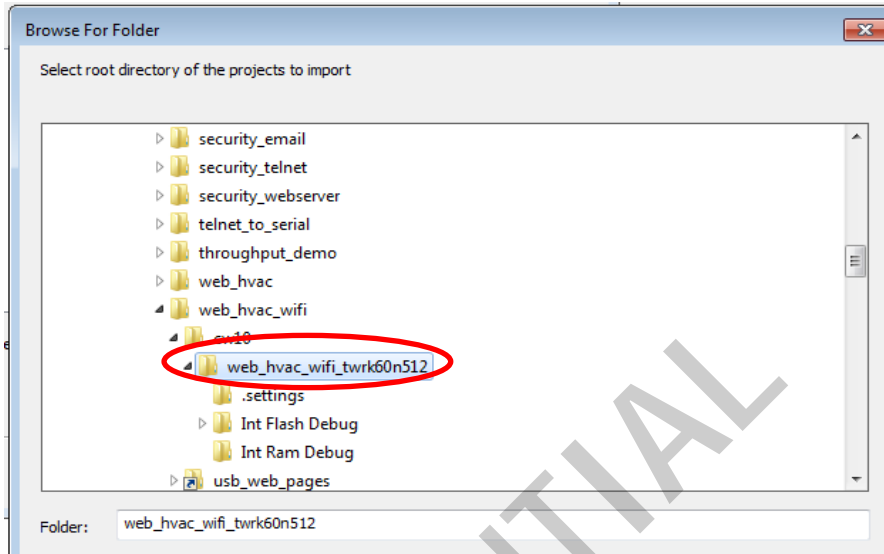 Browse For Folder
Select root directory of the projects to import
security_email
security_telnet
security_webserver
telnet_to_serial
throughput_demo
web_hvac
web_hvac_wifi
cw10
web_hvac_wifi_twrk60n512
.settings
Int Flash Debug
Int Ram Debug
usb_web_pages
Folder: web_hvac_wifi_twrk60n512
NTIAL